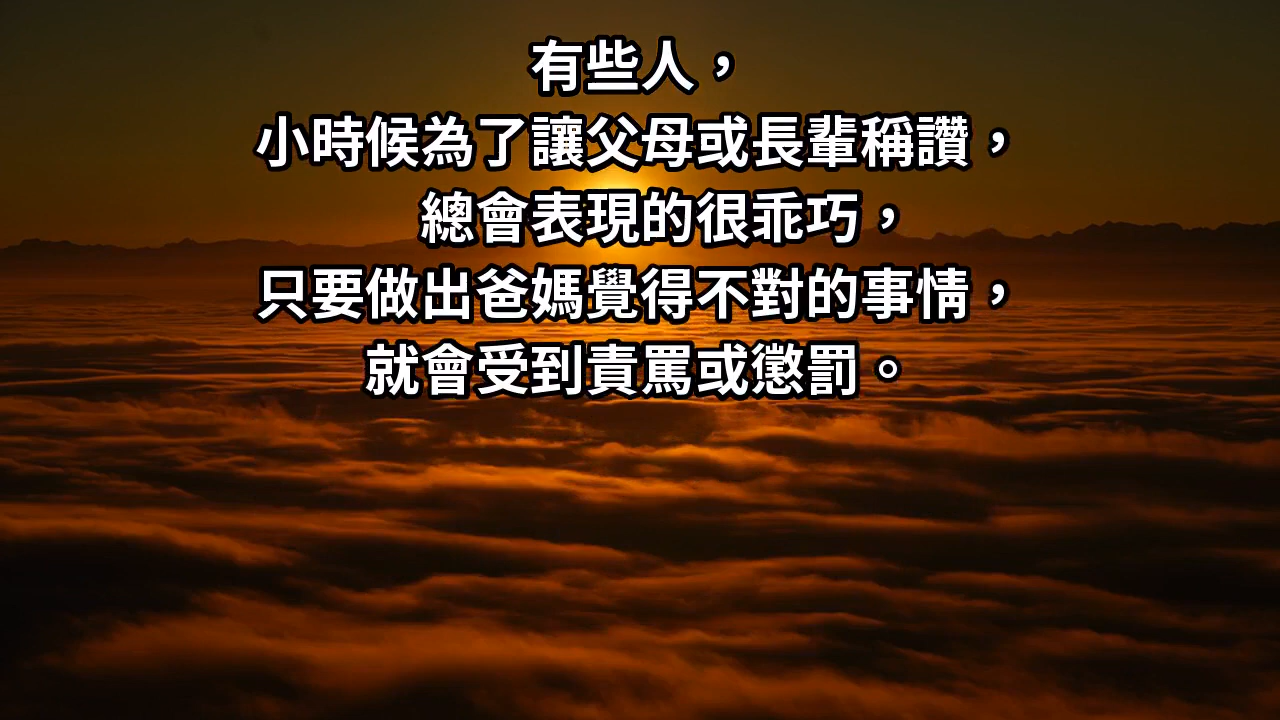 有些人，
小時候為了讓父母或長輩稱讚，
總會表現的很乖巧，
只要做出爸媽覺得不對的事情，
就會受到責罵或懲罰。